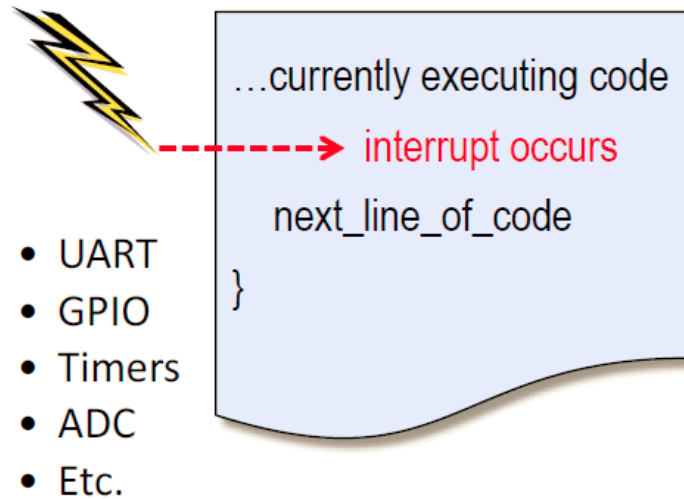 …currently executing code
interrupt occurs
next_line_of_code
}
• UART
• GPIO
• Timers
• ADC
• Etc.